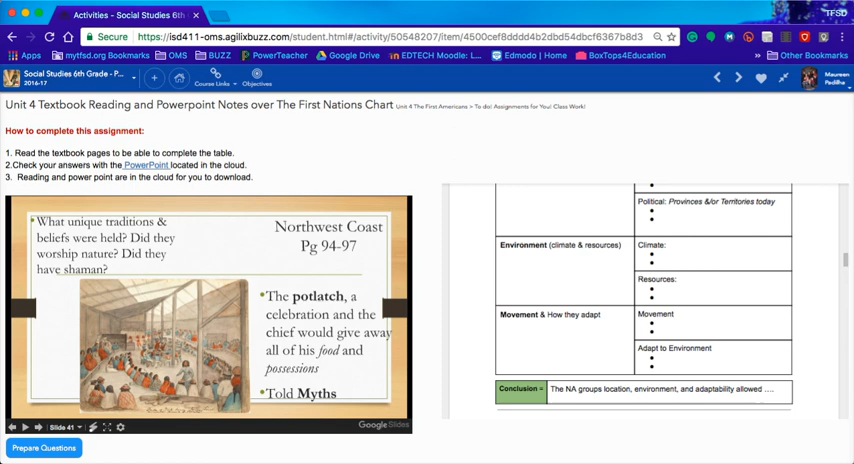 Activities - Social Studies 6th
TFSD
Secure https://isd411-oms.agilixbuzz.com/student.html#/activity/50548207/item/4500cef8dddd4b2dbd54dbcf6367b8d3
Apps mytfsd.org Bookmarks OMS BUZZ PowerTeacher Google Drive EDTECH Moodle: L... Edmodo | Home BoxTops4Education » Other Bookmarks
Social Studies 6th Grade - P...
2016-17
Course Links
Objectives
Maureen
Padilha
Unit 4 Textbook Reading and Powerpoint Notes over The First Nations Chart Unit 4 The First Americans > To do! Assignments for You! Class Work!
How to complete this assignment:
1. Read the textbook pages to be able to complete the table.
2.Check your answers with the PowerPoint located in the cloud.
3. Reading and power point are in the cloud for you to download.
•What unique traditions &
beliefs were held? Did they
worship nature? Did they
have shaman?
Northwest Coast
Pg 94-97
•The potlatch, a
celebration and the
chief would give away
all of his food and
possessions
•Told Myths
Slide 41
Google Slides
Prepare Questions
Political: Provinces &/or Territories today
Environment (climate & resources)
Climate:
Resources:
Movement & How they adapt
Movement
Adapt to Environment
Conclusion = The NA groups location, environment, and adaptability allowed ....